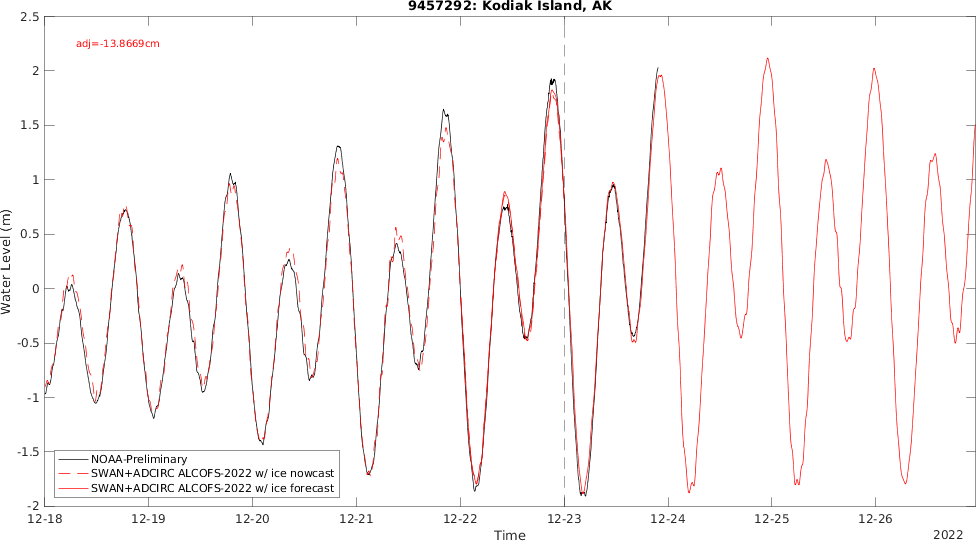 9457292: Kodiak Island, AK
adj=-13.8669cm
2.5
2
1.5
1
0.5
0
-0.5
-1
-1.5
-2
Water Level (m)
NOAA-Preliminary
SWAN+ADCIRC ALCOFS-2022 w/ ice nowcast
SWAN+ADCIRC ALCOFS-2022 w/ ice forecast
12-18 12-19 12-20 12-21 12-22 12-23 12-24 12-25 12-26
Time
2022